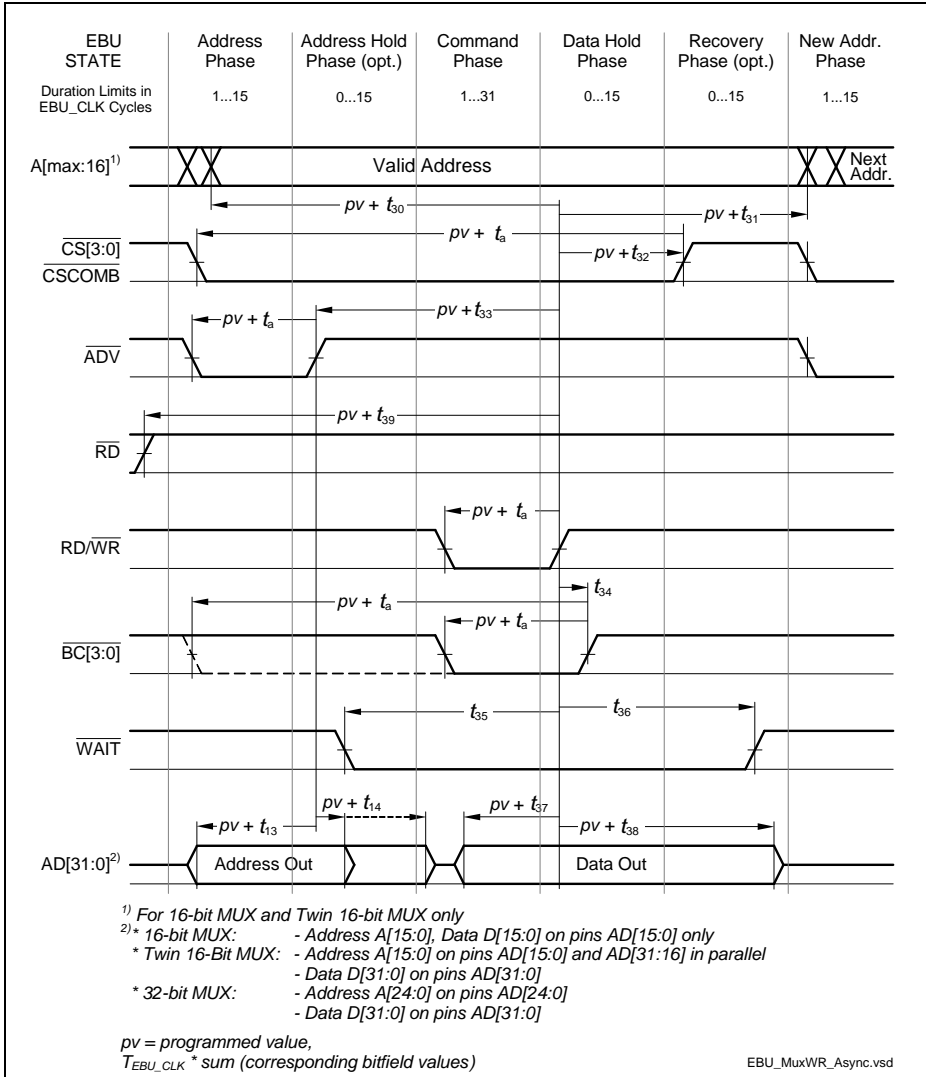 EBU STATE
Address Phase
Address Hold Phase (opt.)
Command Phase
Data Hold Phase
Recovery Phase (opt.)
New Addr. Phase
Duration Limits in EBU_CLK Cycles
1...15
0...15
1...31
0...15
0...15
1...15
A[max:16]1)
Valid Address
Next Addr.
pv + t30
pv + t31
CS[3:0]
CSCOMB
pv + ta
pv + t32
ADV
pv + ta
pv + t33
RD
pv + t39
RD/WR
pv + ta
t34
BC[3:0]
pv + ta
pv + ta
WAIT
t35
t36
pv + t13
pv + t14
pv + t37
pv + t38
AD[31:0]2)
Address Out
Data Out
1) For 16-bit MUX and Twin 16-bit MUX only
2)* 16-bit MUX: - Address A[15:0], Data D[15:0] on pins AD[15:0] only
* Twin 16-Bit MUX: - Address A[15:0] on pins AD[15:0] and AD[31:16] in parallel
- Data D[31:0] on pins AD[31:0]
* 32-bit MUX: - Address A[24:0] on pins AD[24:0]
- Data D[31:0] on pins AD[31:0]
pv = programmed value,
TEBU_CLK * sum (corresponding bitfield values)
EBU_MuxWR_Async.vsd